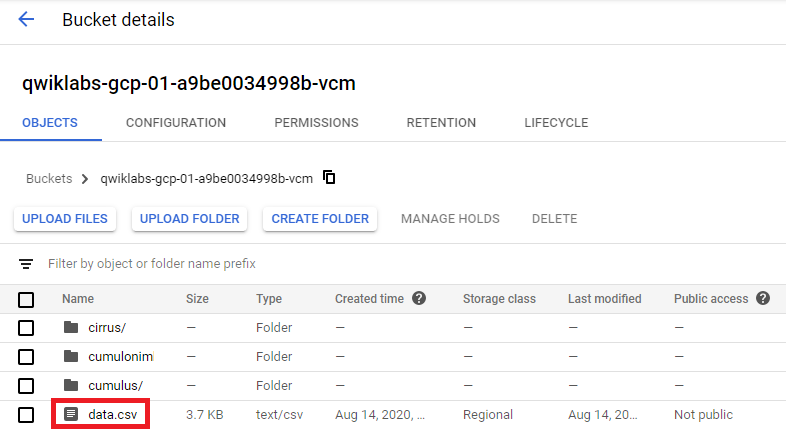 Bucket details
qwiklabs-gcp-01-a9be0034998b-vcm
OBJECTS CONFIGURATION PERMISSIONS RETENTION LIFECYCLE
Buckets > qwiklabs-gcp-01-a9be0034998b-vcm
UPLOAD FILES UPLOAD FOLDER CREATE FOLDER MANAGE HOLDS DELETE
Filter by object or folder name prefix
Name Size Type Created time ? Storage class Last modified Public access ?
cirrus/ — Folder — — — —
cumulonim — Folder — — — —
cumulus/ — Folder — — — —
data.csv 3.7 KB text/csv Aug 14, 2020, ... Regional Aug 14, 20... Not public